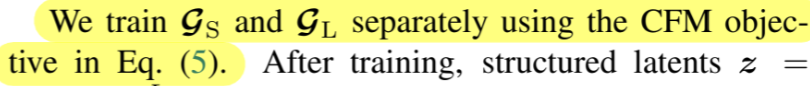 We train 𝓖S and 𝓖L separately using the CFM objec-
tive in Eq. (5). After training, structured latents z =